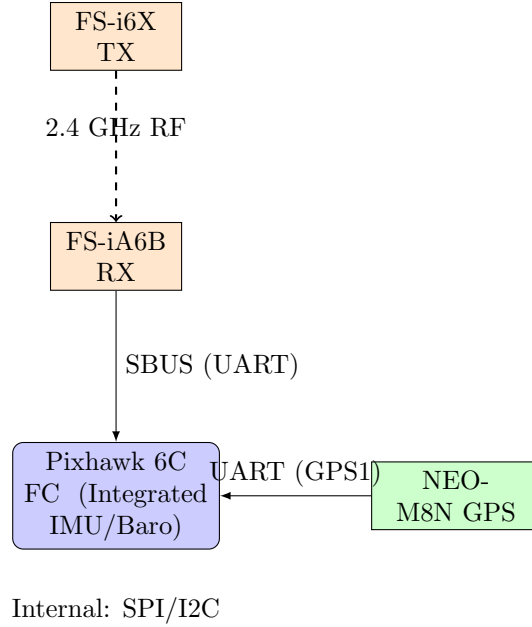 FS-i6X
TX
2.4 GHz RF
FS-iA6B
RX
SBUS (UART)
Pixhawk 6C
FC (Integrated
IMU/Baro)
UART (GPS1)
NEO-
M8N GPS
Internal: SPI/I2C